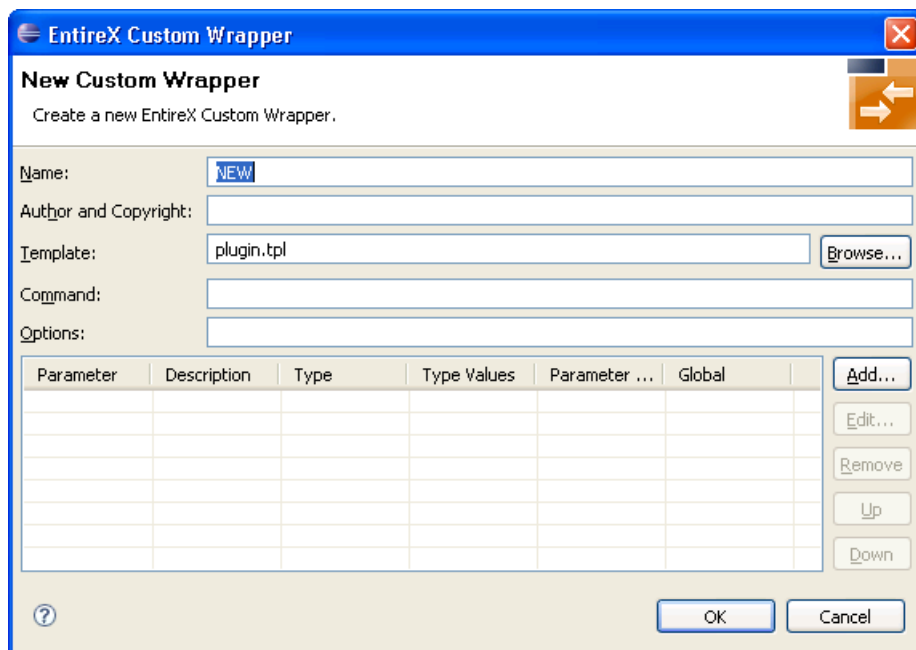 EntireX Custom Wrapper
New Custom Wrapper
Create a new EntireX Custom Wrapper.
Name: NEW
Author and Copyright:
Template: plugin.tpl Browse...
Command:
Options:
Parameter Description Type Type Values Parameter ... Global Add...
Edit...
Remove
Up
Down
? OK Cancel